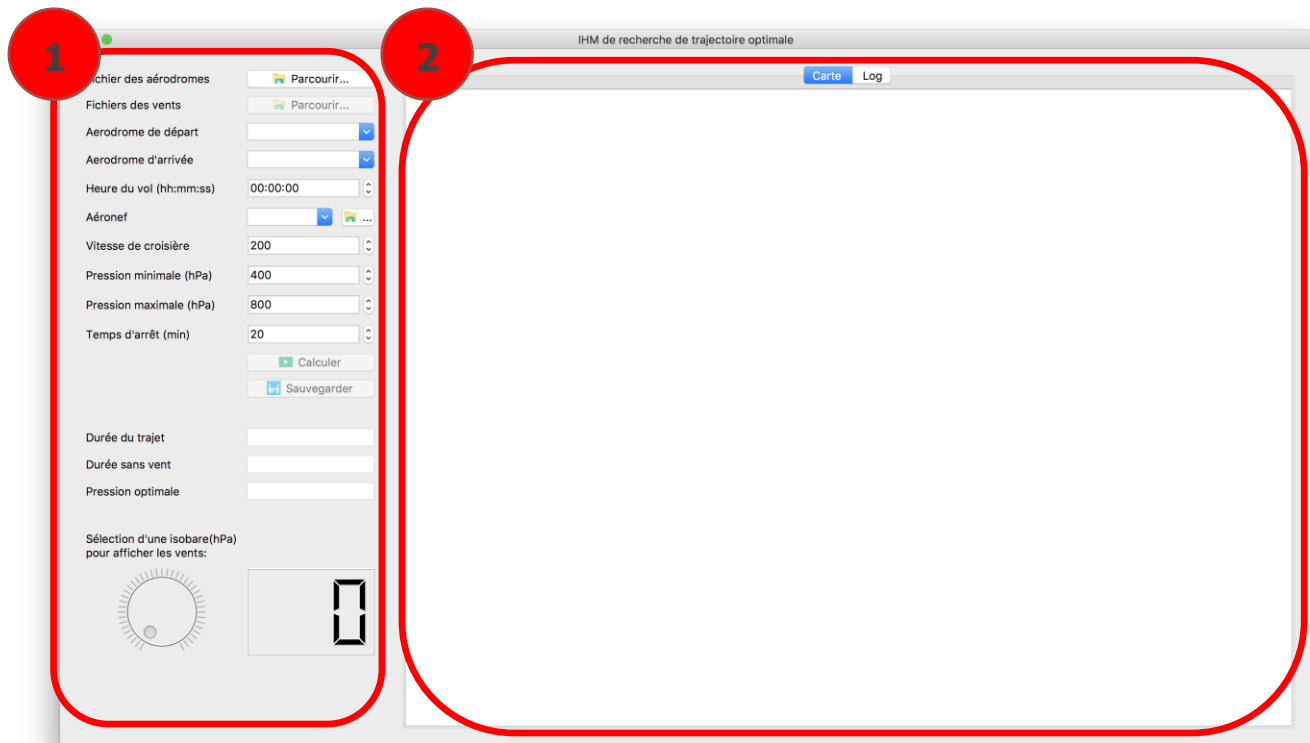 1
2
IHM de recherche de trajectoire optimale
ichier des aérodromes
Parcourir...
Fichiers des vents
Parcourir...
Aerodrome de départ
Aerodrome d'arrivée
Heure du vol (hh:mm:ss)
00:00:00
Aéronef
...
Vitesse de croisière
200
Pression minimale (hPa)
400
Pression maximale (hPa)
800
Temps d'arrêt (min)
20
Calculer
Sauvegarder
Durée du trajet
Durée sans vent
Pression optimale
Sélection d'une isobare(hPa)
pour afficher les vents:
0
Carte
Log